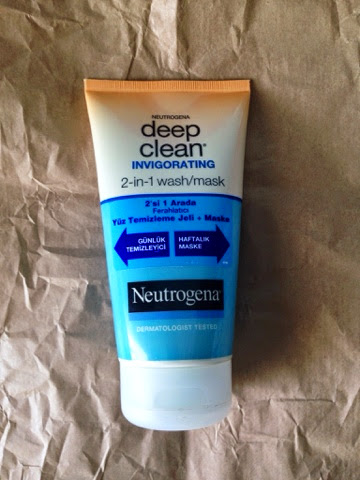 NEUTROGENA
deep
clean®
INVIGORATING
2-in-1 wash/mask
2'si 1 Arada
Ferahlatıcı
Yüz Temizleme Jeli + Maske
GÜNLÜK
TEMİZLEYİCİ
HAFTALIK
MASKE
Neutrogena®
DERMATOLOGIST TESTED